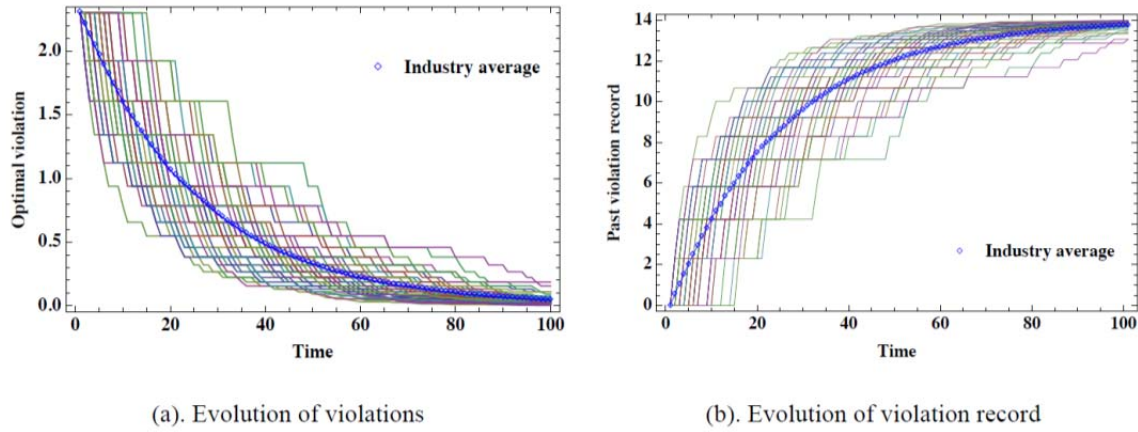 Optimal violation
2.0
1.5
1.0
0.5
0.0
0 20 40 60 80 100
Time
Industry average
(a). Evolution of violations
Past violation record
14
12
10
8
6
4
2
0
0 20 40 60 80 100
Time
Industry average
(b). Evolution of violation record